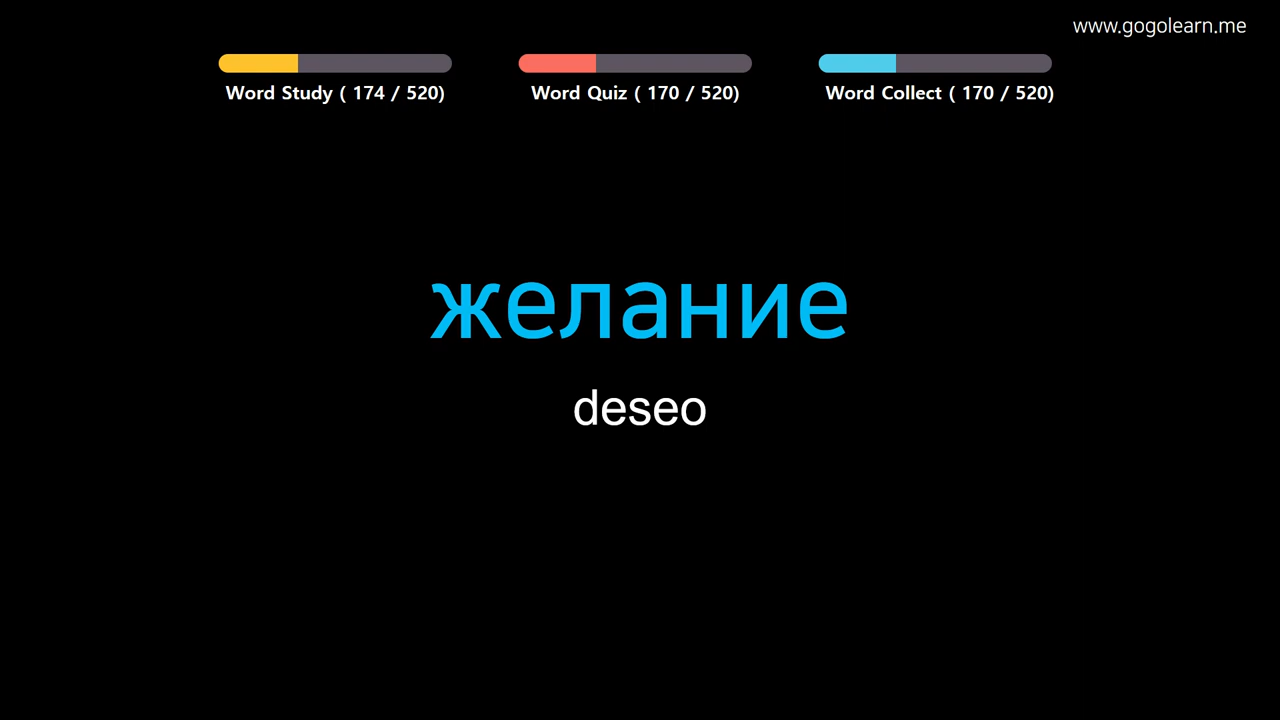 www.gogolearn.me
Word Study ( 174 / 520)
Word Quiz ( 170 / 520)
Word Collect ( 170 / 520)
желание
deseo